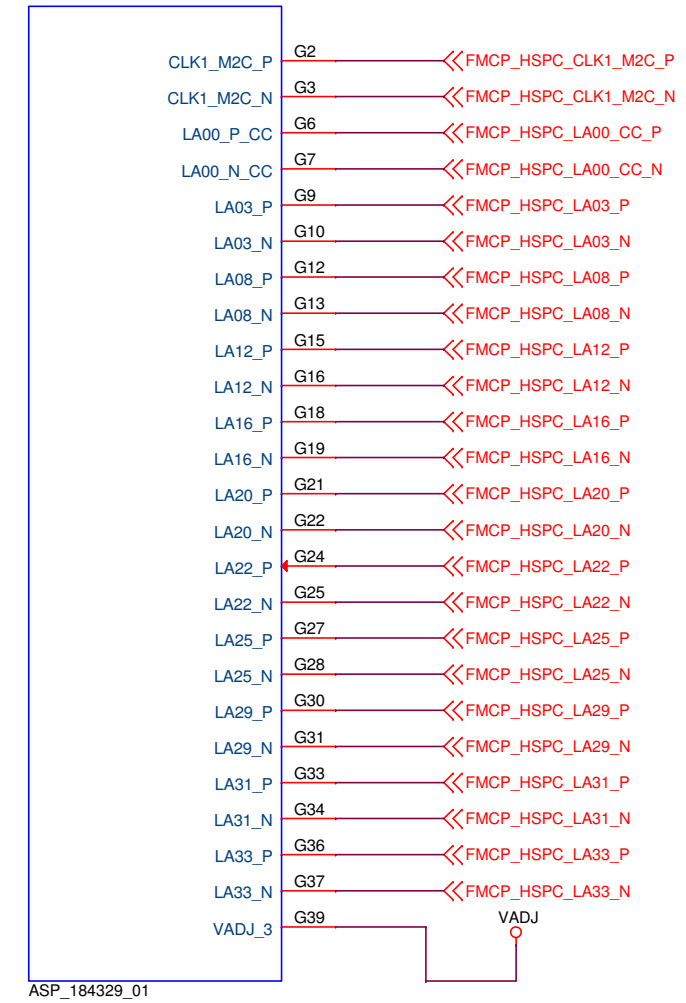 CLK1_M2C_P G2 FMCP_HSPC_CLK1_M2C_P
CLK1_M2C_N G3 FMCP_HSPC_CLK1_M2C_N
LA00_P_CC G6 FMCP_HSPC_LA00_CC_P
LA00_N_CC G7 FMCP_HSPC_LA00_CC_N
LA03_P G9 FMCP_HSPC_LA03_P
LA03_N G10 FMCP_HSPC_LA03_N
LA08_P G12 FMCP_HSPC_LA08_P
LA08_N G13 FMCP_HSPC_LA08_N
LA12_P G15 FMCP_HSPC_LA12_P
LA12_N G16 FMCP_HSPC_LA12_N
LA16_P G18 FMCP_HSPC_LA16_P
LA16_N G19 FMCP_HSPC_LA16_N
LA20_P G21 FMCP_HSPC_LA20_P
LA20_N G22 FMCP_HSPC_LA20_N
LA22_P G24 FMCP_HSPC_LA22_P
LA22_N G25 FMCP_HSPC_LA22_N
LA25_P G27 FMCP_HSPC_LA25_P
LA25_N G28 FMCP_HSPC_LA25_N
LA29_P G30 FMCP_HSPC_LA29_P
LA29_N G31 FMCP_HSPC_LA29_N
LA31_P G33 FMCP_HSPC_LA31_P
LA31_N G34 FMCP_HSPC_LA31_N
LA33_P G36 FMCP_HSPC_LA33_P
LA33_N G37 FMCP_HSPC_LA33_N
VADJ_3 G39 VADJ
ASP_184329_01